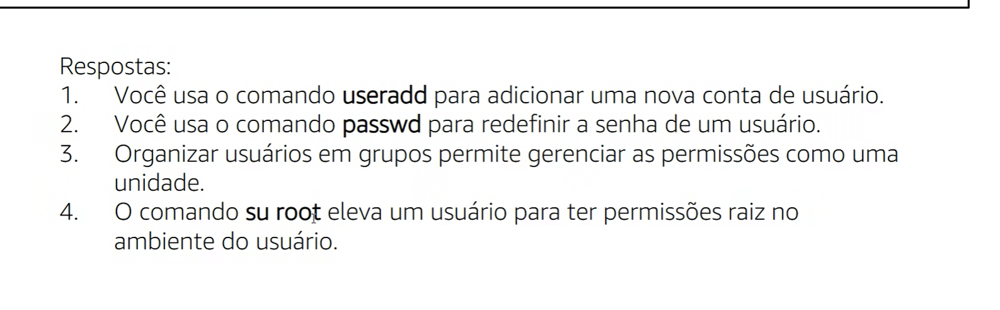 Respostas:
1. Você usa o comando useradd para adicionar uma nova conta de usuário.
2. Você usa o comando passwd para redefinir a senha de um usuário.
3. Organizar usuários em grupos permite gerenciar as permissões como uma
unidade.
4. O comando su root eleva um usuário para ter permissões raiz no
ambiente do usuário.